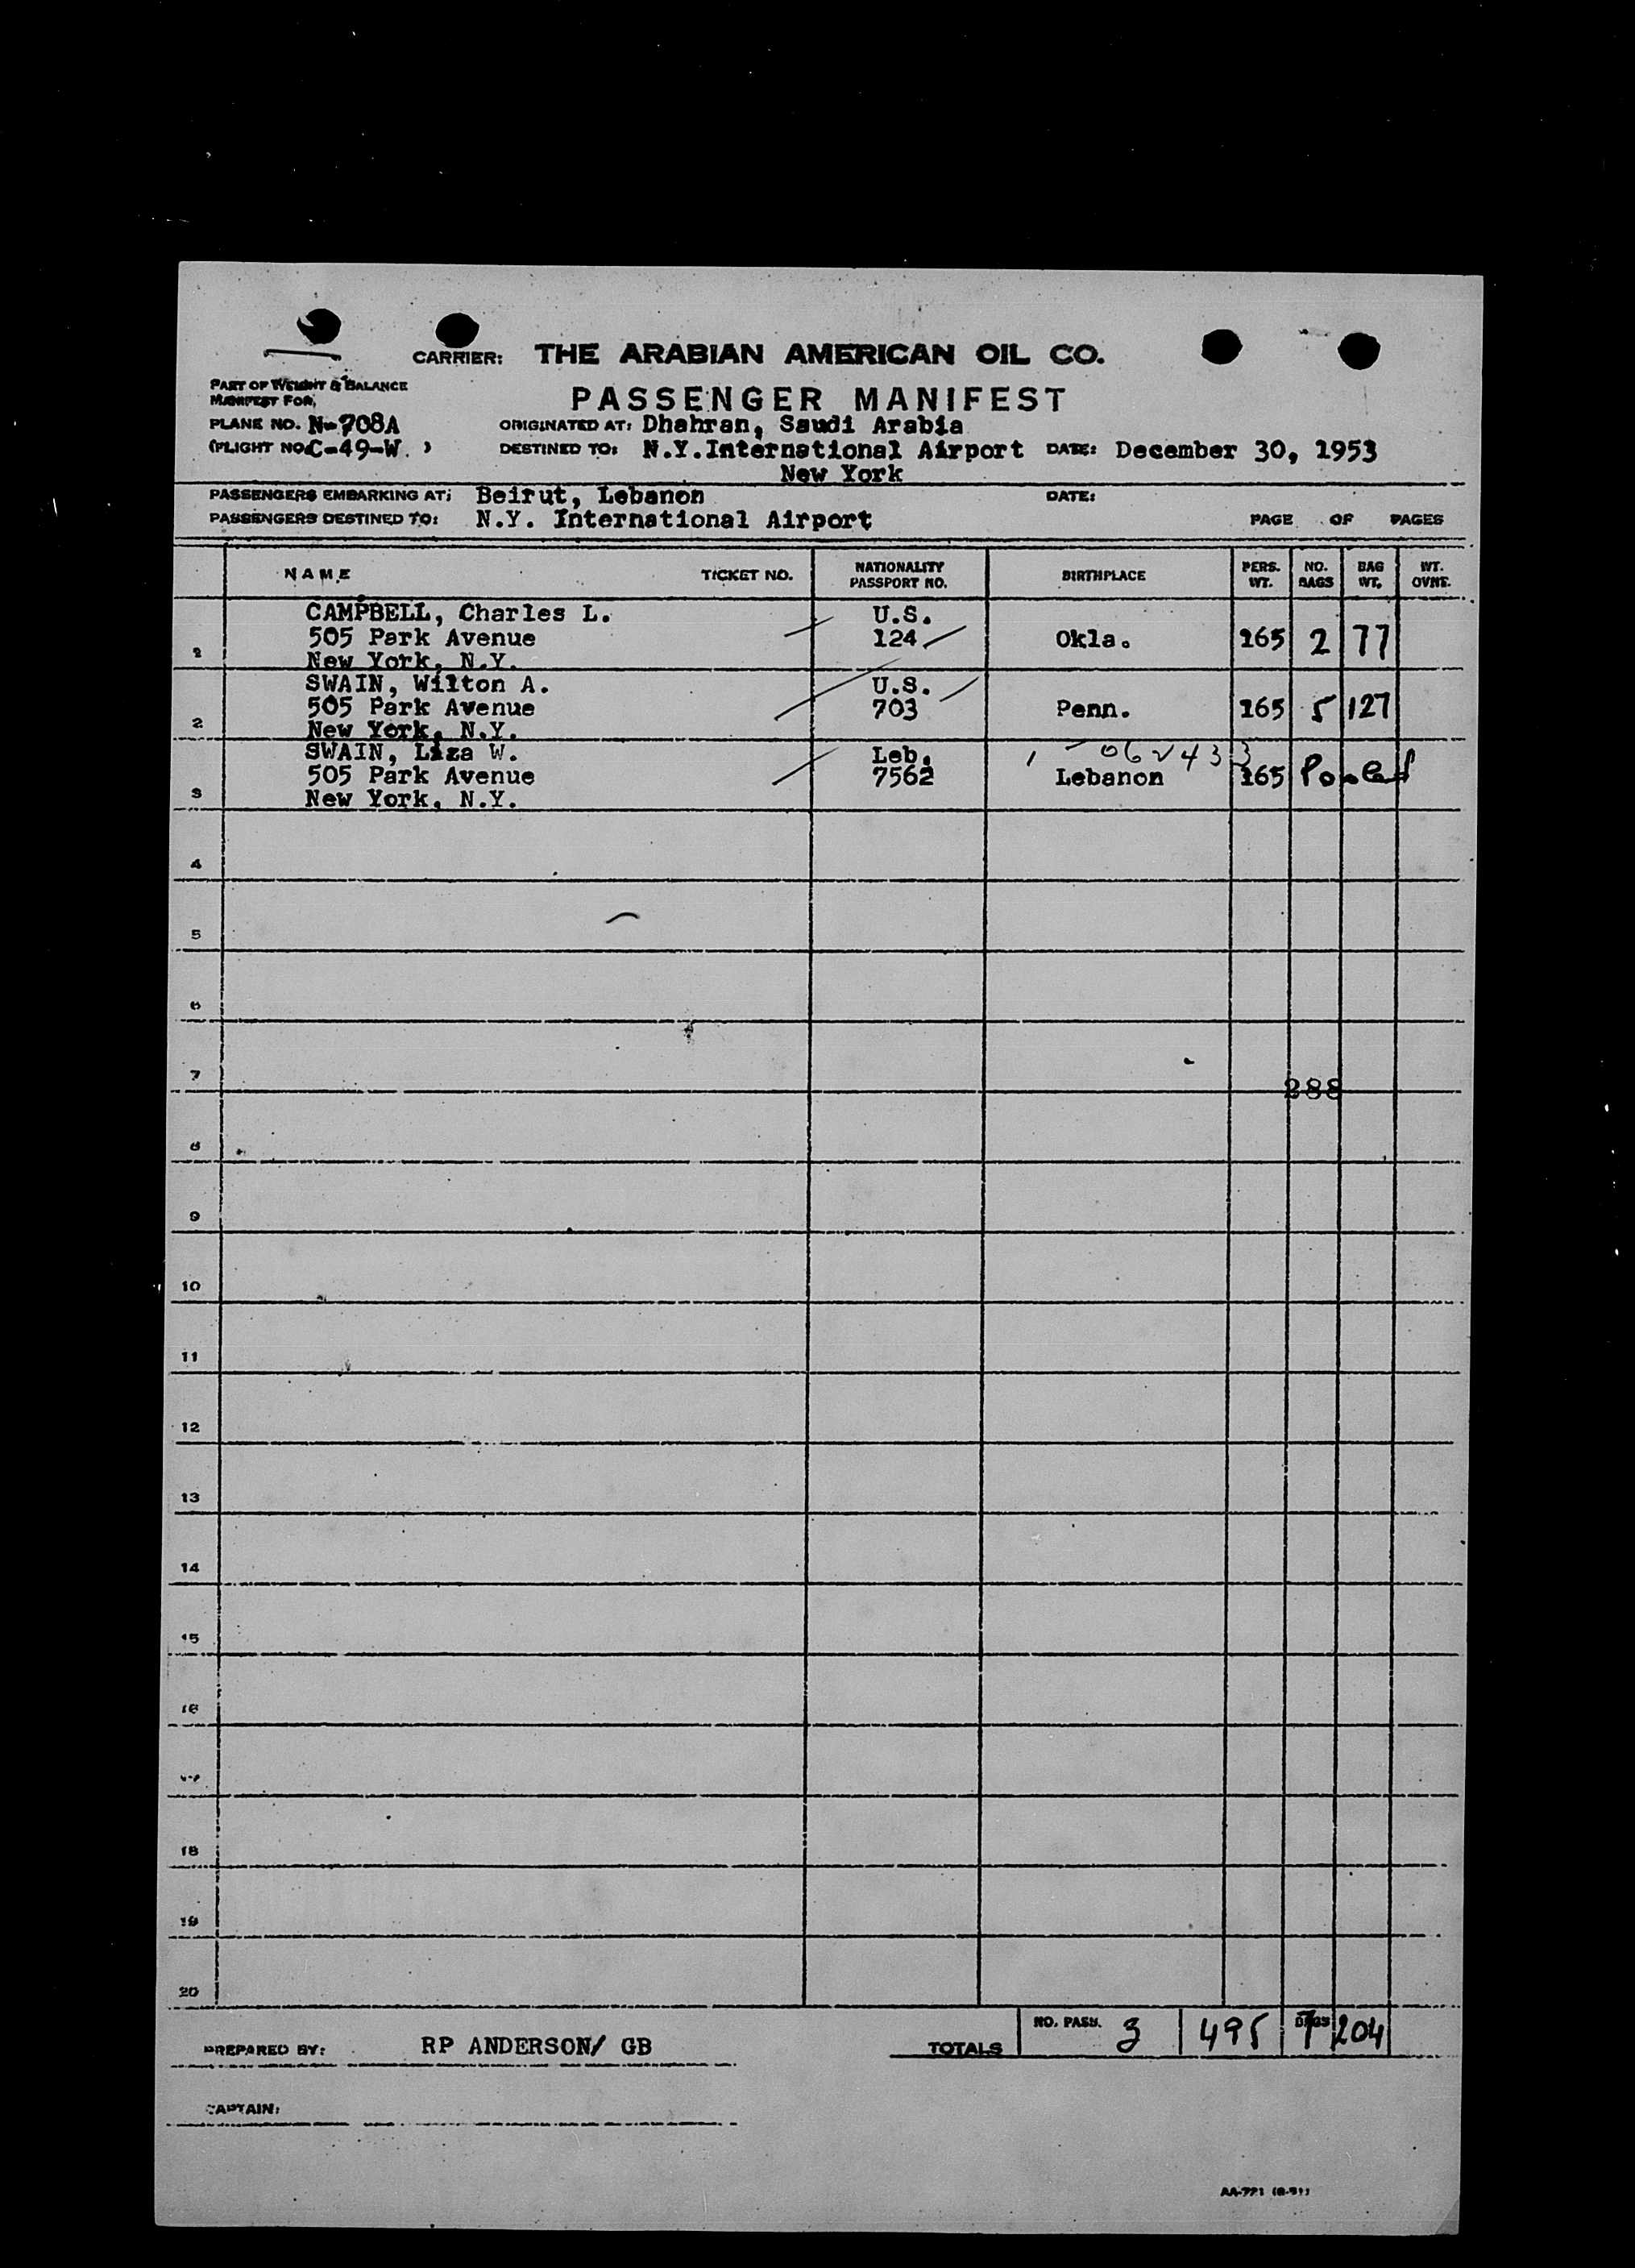 CARRIER: THE ARABIAN AMERICAN OIL CO.
PART OF WEIGHT & BALANCE
MANIFEST FOR,
PASSENGER MANIFEST
PLANE NO. N-708A ORIGINATED AT: Dhahran, Saudi Arabia
(FLIGHT NO. C-49-W. ) DESTINED TO: N.Y.International Airport DATE: December 30, 1953
New York
PASSENGERS EMBARKING AT; Beirut, Lebanon DATE:
PASSENGERS DESTINED TO: N.Y. International Airport PAGE OF PAGES
NAME TICKET NO. NATIONALITY PASSPORT NO. BIRTHPLACE PERS. WT. NO. BAGS BAG WT. WT. OVNT.
CAMPBELL, Charles L. U.S.
505 Park Avenue 124 Okla. 165 2 77
1 New York, N.Y.
SWAIN, Wilton A. U.S.
505 Park Avenue 703 Penn. 165 5 127
2 New York, N.Y.
SWAIN, Liza W. Leb.
505 Park Avenue 7562 Lebanon 165 Pooled
3 New York, N.Y.
4
5
6
7 288
8
9
10
11
12
13
14
15
16
17
18
19
20
PREPARED BY: RP ANDERSON/ GB TOTALS NO. PASS. 3 495 BAGS 7 204
CAPTAIN: